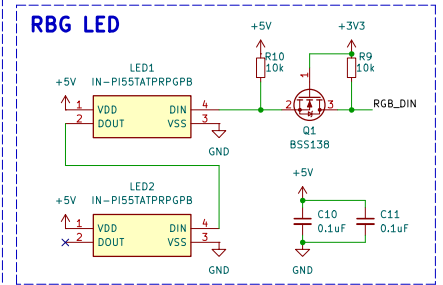 RBG LED
+5V
+3V3
LED1
IN-PI55TATPRPGPB
R10
10k
R9
10k
+5V
1 VDD DIN 4
2 DOUT VSS 3
1
2 3
RGB_DIN
GND
Q1
BSS138
LED2
IN-PI55TATPRPGPB
+5V
+5V
1 VDD DIN 4
2 DOUT VSS 3
C10
0.1uF
C11
0.1uF
GND
GND